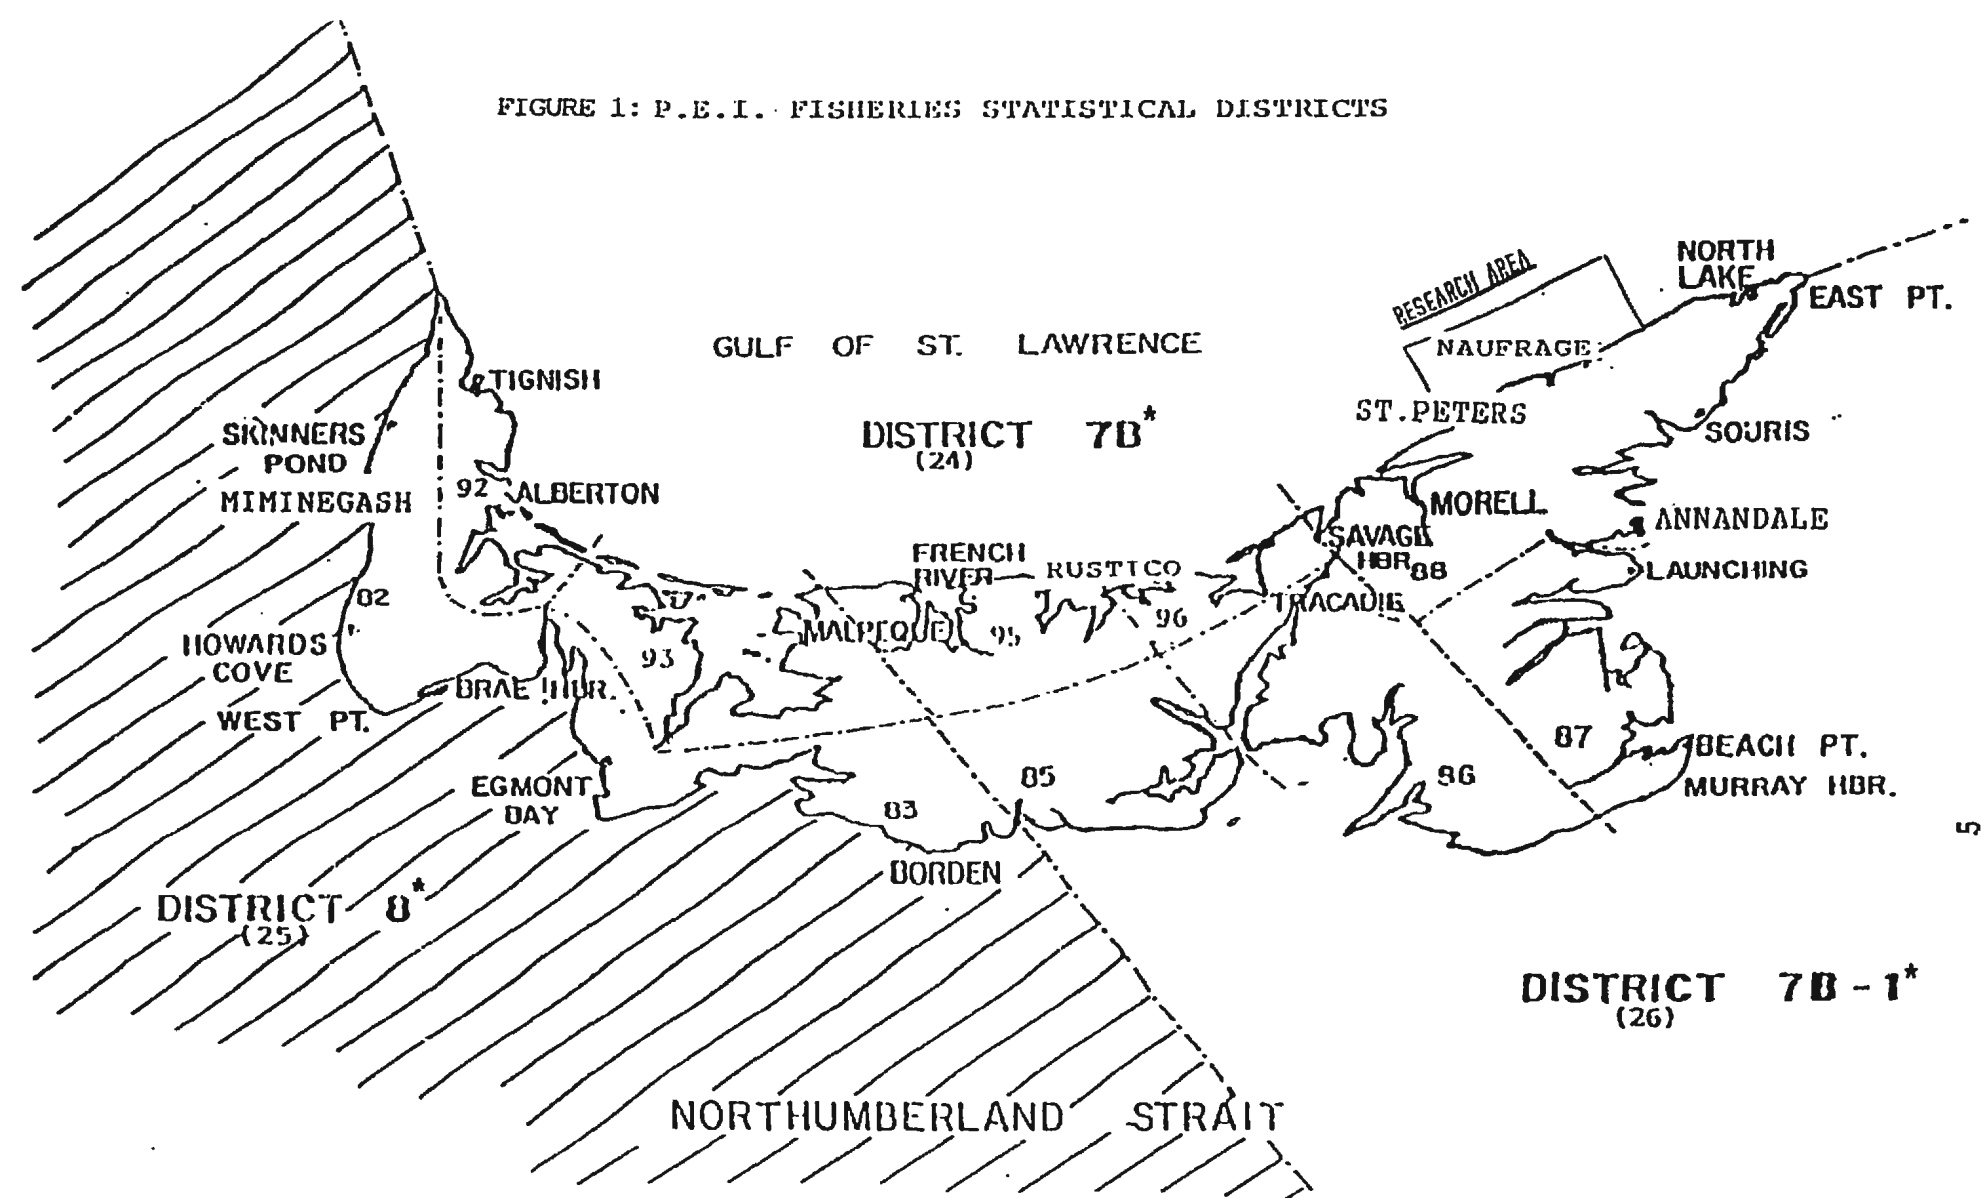 FIGURE 1: P.E.I. FISHERIES STATISTICAL DISTRICTS
NORTH
LAKE
EAST PT.
RESEARCH AREA
NAUFRAGE
GULF OF ST. LAWRENCE
TIGNISH
ST.PETERS
DISTRICT 7B*
(24)
SKINNERS
POND
SOURIS
92
ALBERTON
MIMINEGASH
MORELL
ANNANDALE
SAVAGE
HBR
88
FRENCH
RIVER
RUSTICO
LAUNCHING
82
TRACADIE
96
MALPEQUE
95
HOWARDS
COVE
93
BRAE HBR.
WEST PT.
87
BEACH PT.
MURRAY HBR.
EGMONT
BAY
85
86
83
5
BORDEN
DISTRICT 8*
(25)
DISTRICT 7B-1*
(26)
NORTHUMBERLAND STRAIT